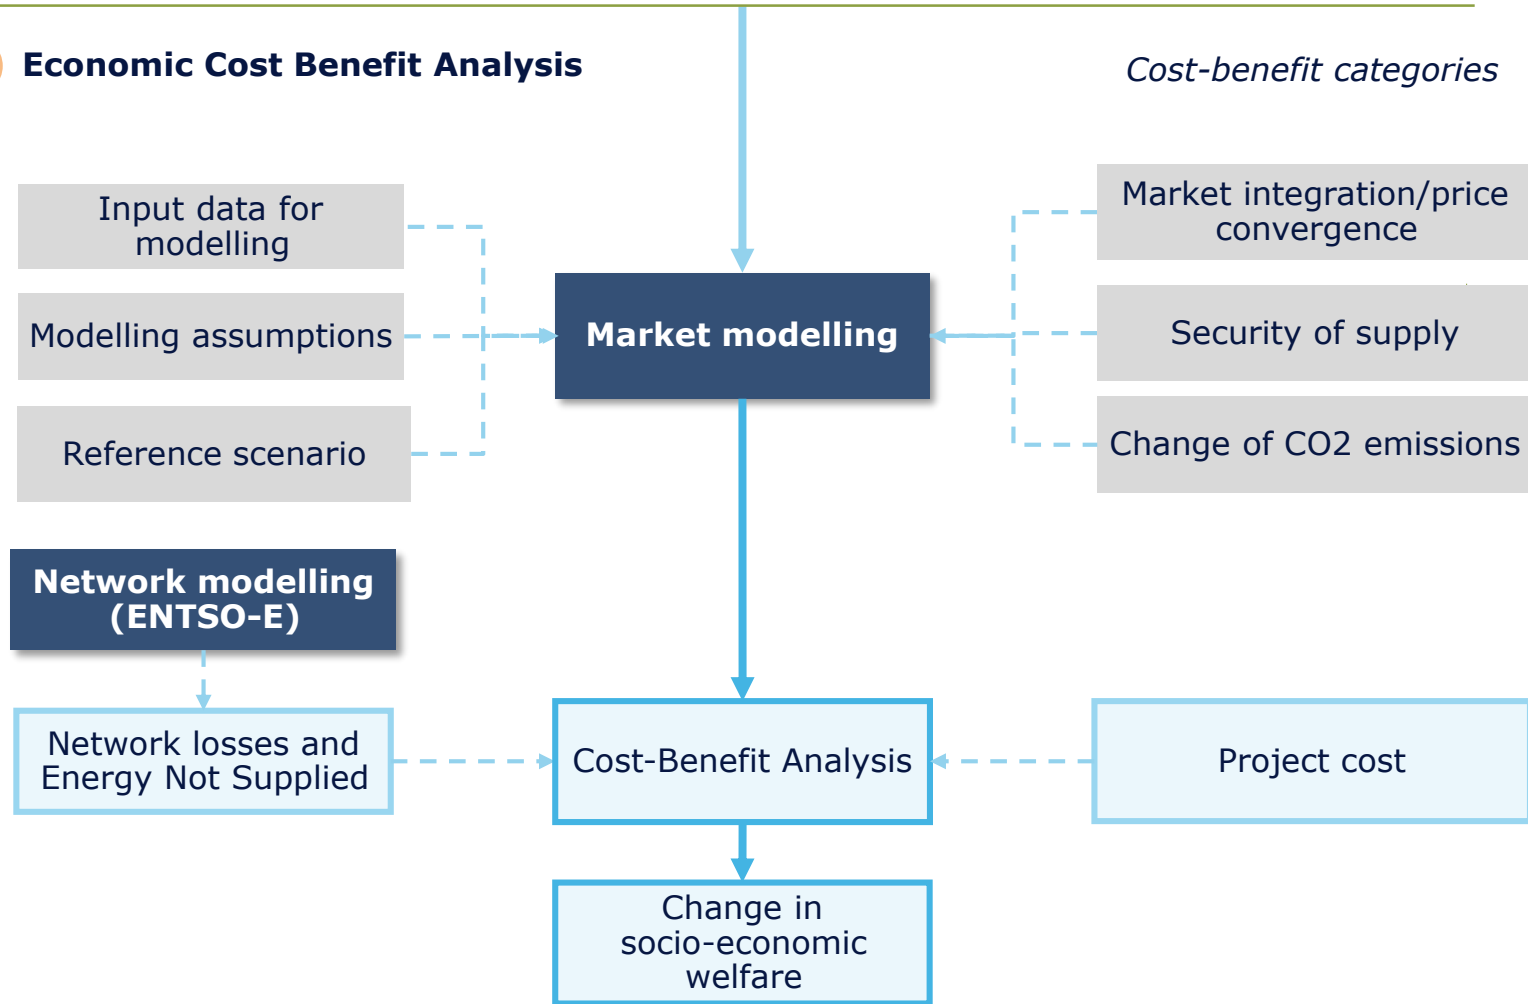 Economic Cost Benefit Analysis
Cost-benefit categories
Input data for
modelling
Modelling assumptions
Reference scenario
Market modelling
Market integration/price
convergence
Security of supply
Change of CO2 emissions
Network modelling
(ENTSO-E)
Network losses and
Energy Not Supplied
Cost-Benefit Analysis
Project cost
Change in
socio-economic
welfare